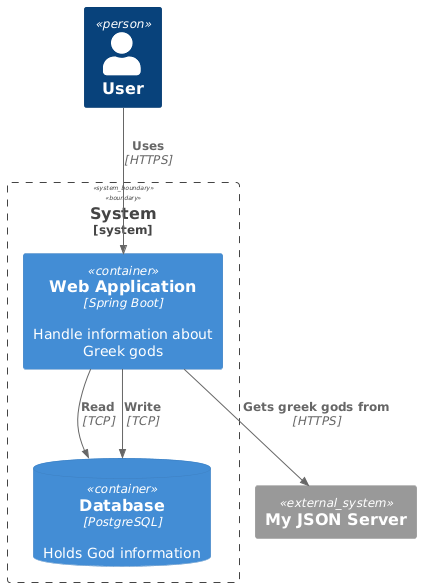 «person»
User
Uses
[HTTPS]
«system_boundary»
«boundary»
System
[system]
«container»
Web Application
[Spring Boot]
Handle information about
Greek gods
Read
[TCP]
Write
[TCP]
Gets greek gods from
[HTTPS]
«container»
Database
[PostgreSQL]
Holds God information
«external_system»
My JSON Server